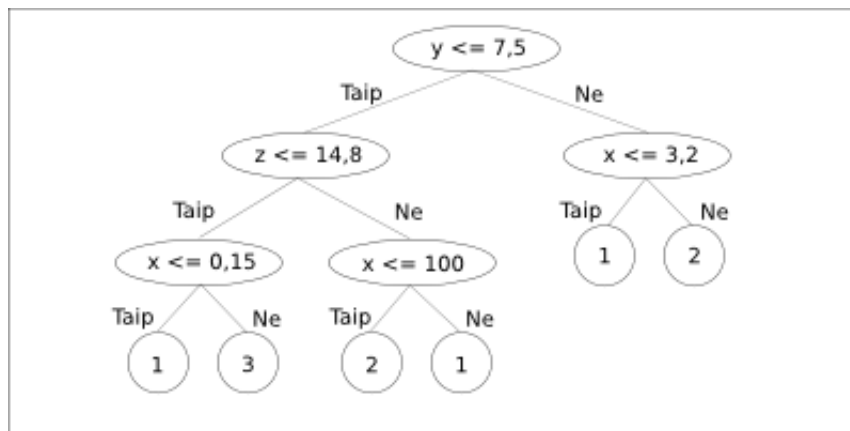 y <= 7,5
Taip
Ne
z <= 14,8
x <= 3,2
Taip
Ne
Taip
Ne
x <= 0,15
x <= 100
1
2
Taip
Ne
Taip
Ne
1
3
2
1